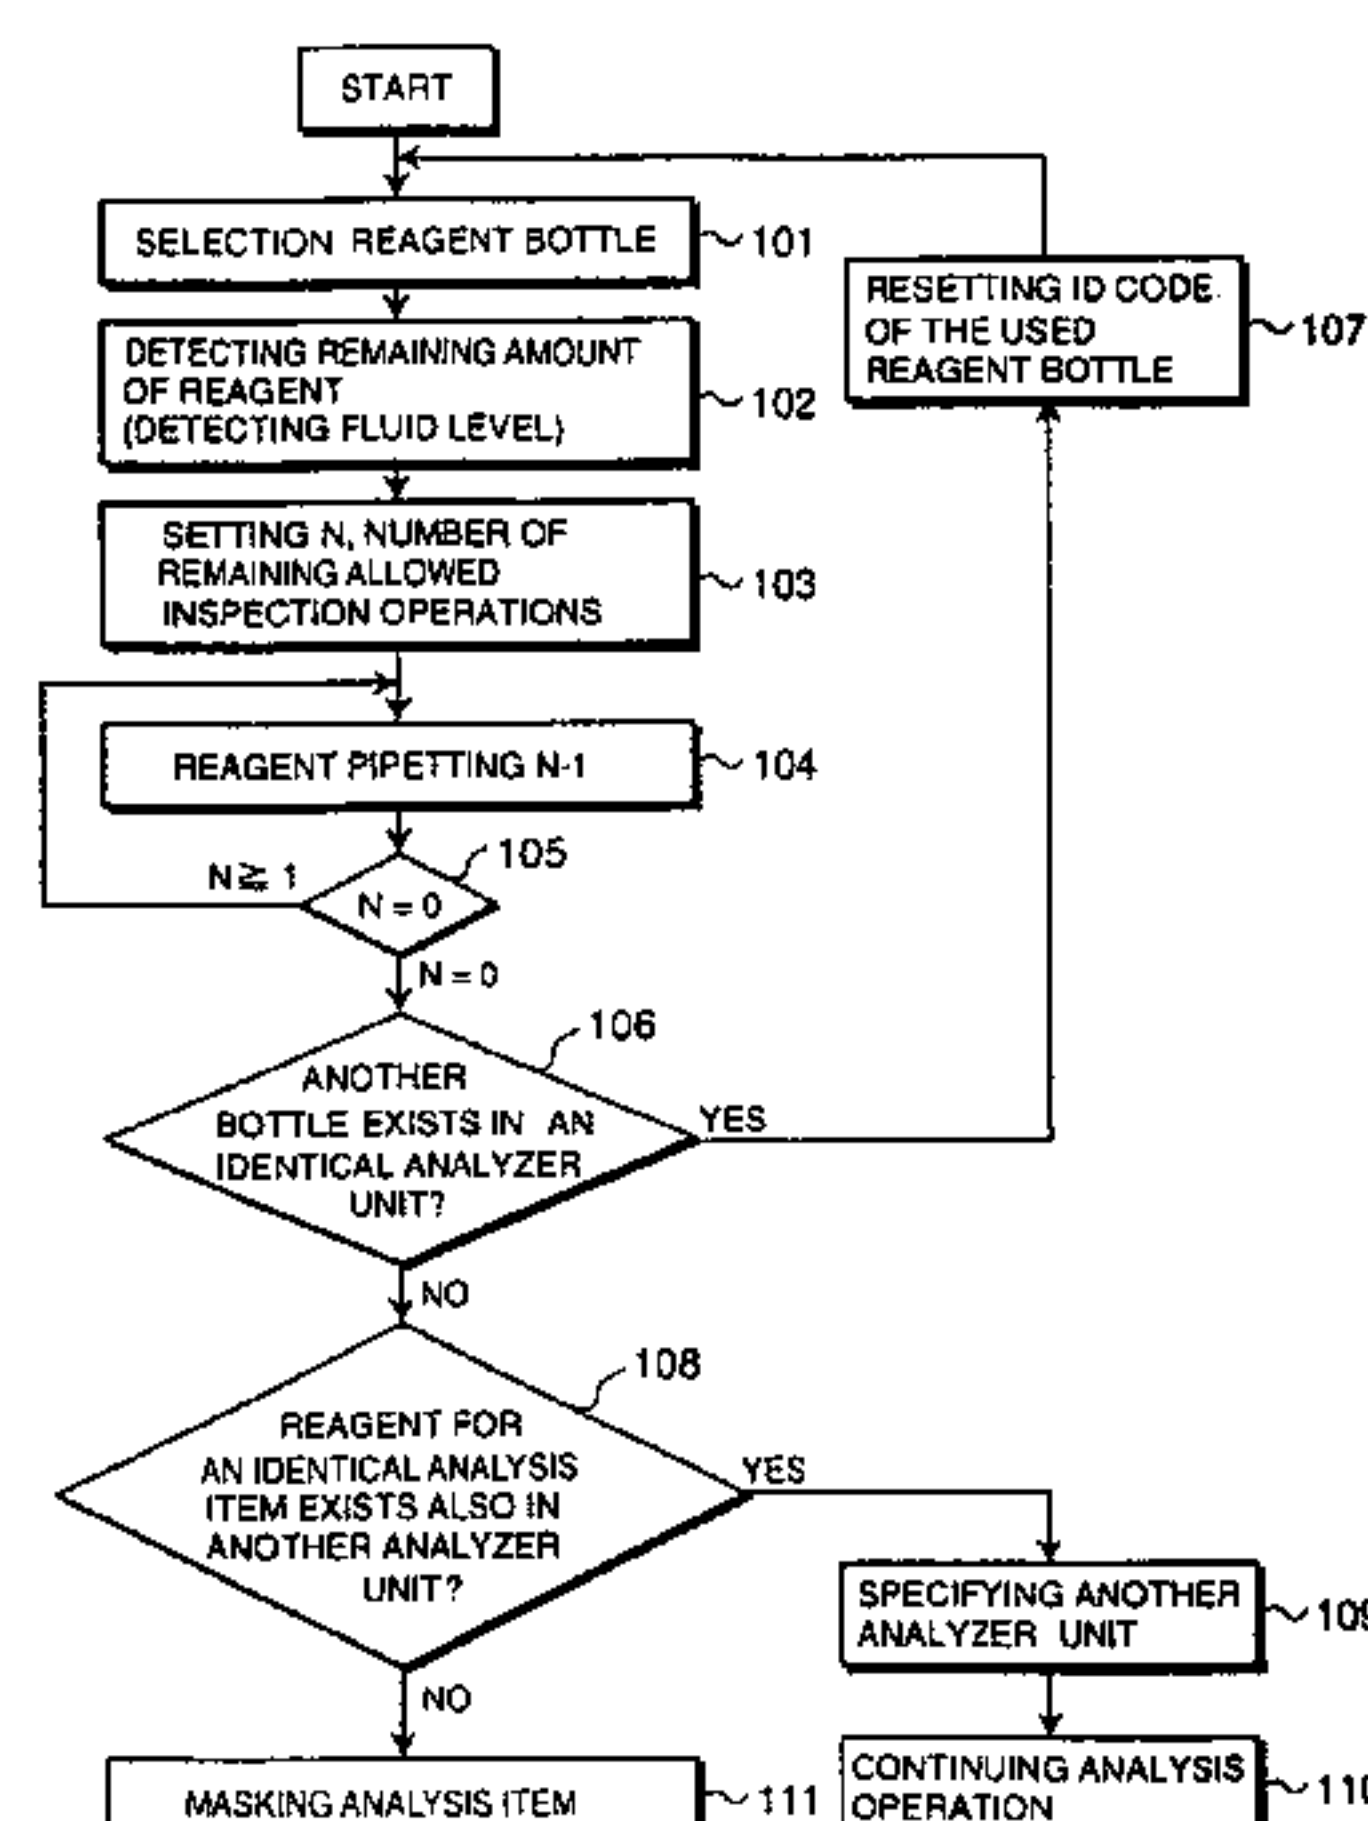 START
SELECTION REAGENT BOTTLE
101
DETECTING REMAINING AMOUNT
OF REAGENT
(DETECTING FLUID LEVEL)
102
SETTING N, NUMBER OF
REMAINING ALLOWED
INSPECTION OPERATIONS
103
REAGENT PIPETTING N-1
104
N≧ 1
N = 0
105
N = 0
ANOTHER
BOTTLE EXISTS IN AN
IDENTICAL ANALYZER
UNIT?
106
YES
RESETTING ID CODE
OF THE USED
REAGENT BOTTLE
107
NO
REAGENT FOR
AN IDENTICAL ANALYSIS
ITEM EXISTS ALSO IN
ANOTHER ANALYZER
UNIT?
108
YES
SPECIFYING ANOTHER
ANALYZER UNIT
109
CONTINUING ANALYSIS
OPERATION
110
NO
MASKING ANALYSIS ITEM
111